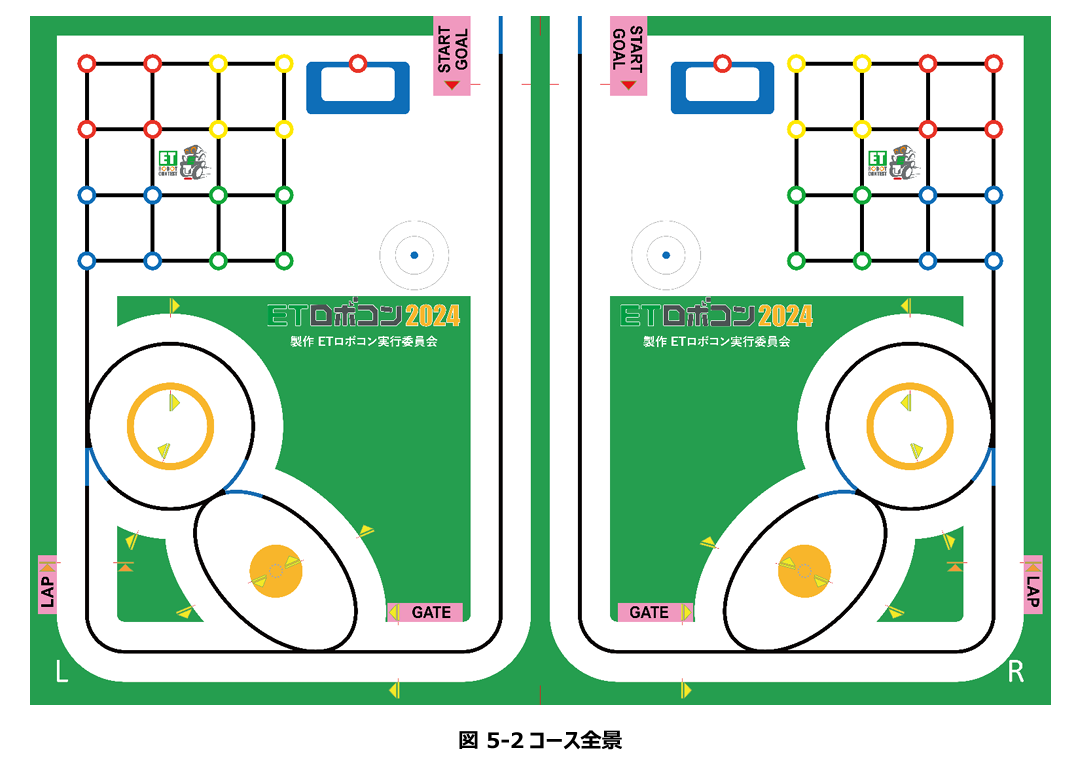 START
GOAL
START
GOAL
ET
ROBOT
CONTEST
ET
ROBOT
CONTEST
ETロボコン2024
製作 ETロボコン実行委員会
ETロボコン2024
製作 ETロボコン実行委員会
LAP
GATE
GATE
LAP
L
R
図 5-2 コース全景